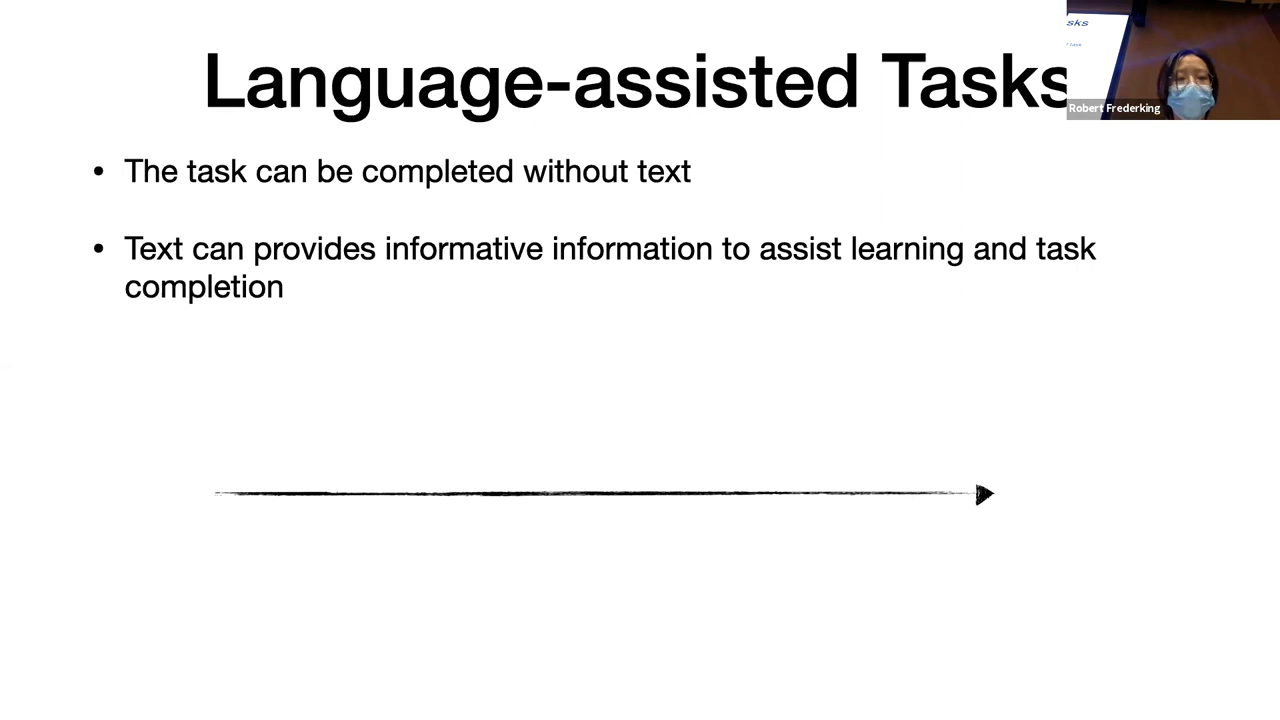 Language-assisted Tasks
• The task can be completed without text
• Text can provides informative information to assist learning and task
completion
sks
Robert Frederking